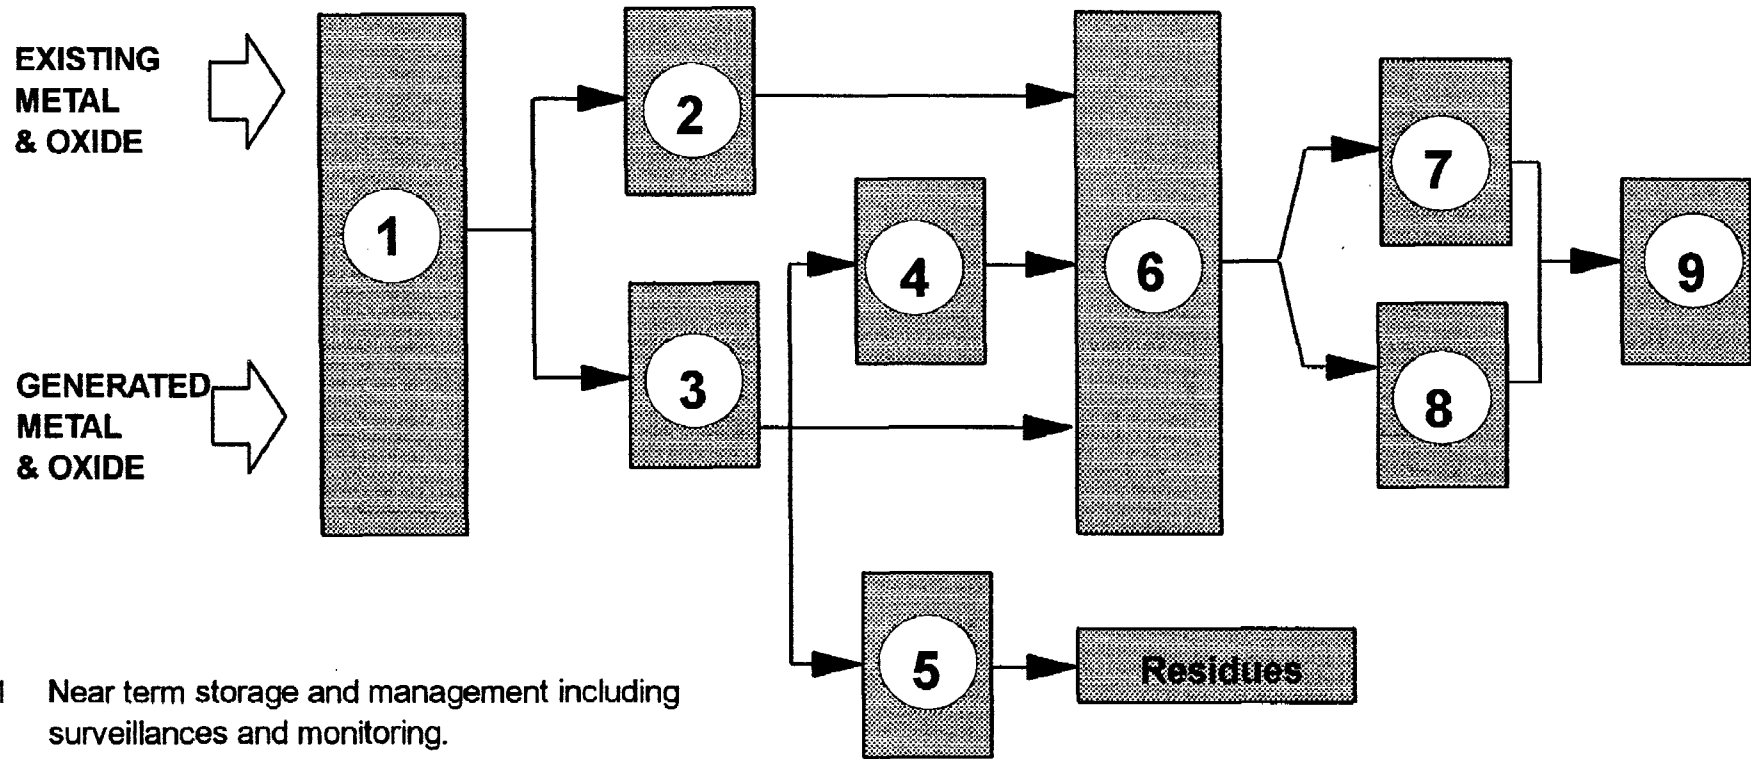 EXISTING
METAL
& OXIDE
GENERATED
METAL
& OXIDE
1
2
3
4
5
6
7
8
9
Residues
1 Near term storage and management including
surveillances and monitoring.